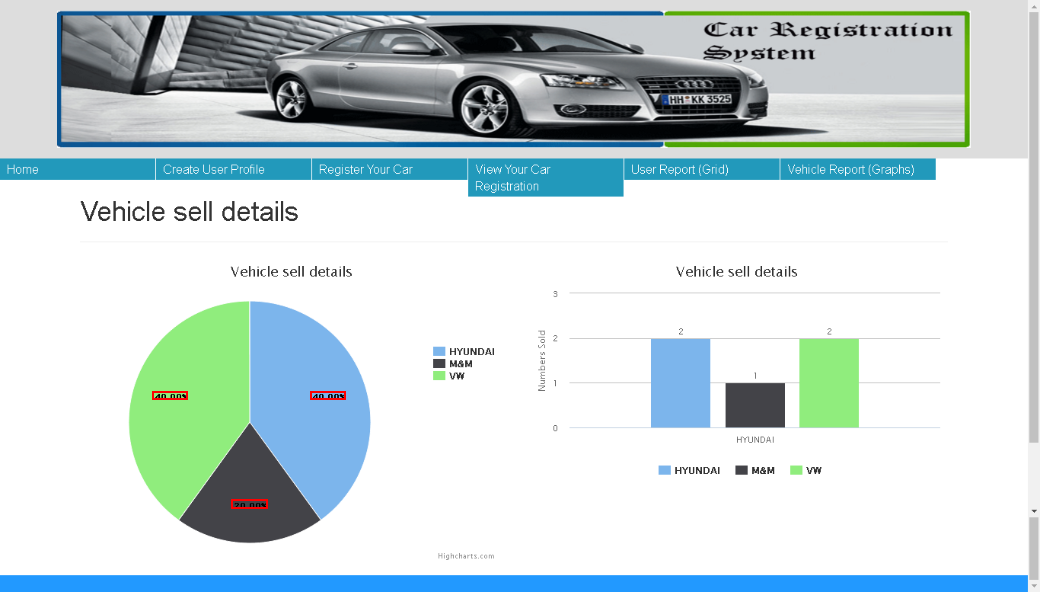 Car Registration
System
HH KK 3525
Home
Create User Profile
Register Your Car
View Your Car
Registration
User Report (Grid)
Vehicle Report (Graphs)
Vehicle sell details
Vehicle sell details
HYUNDAI
M&M
VW
40.00%
40.00%
20.00%
Highcharts.com
Vehicle sell details
Numbers Sold
3
2
1
0
2
1
2
HYUNDAI
HYUNDAI
M&M
VW